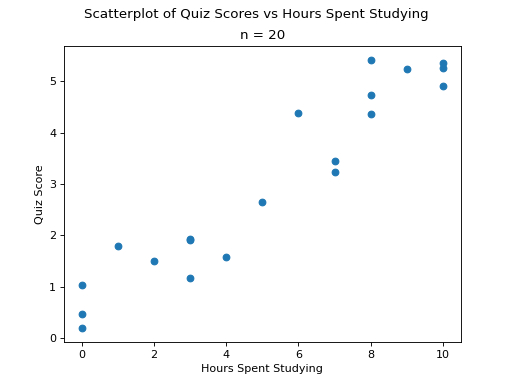 Scatterplot of Quiz Scores vs Hours Spent Studying
n = 20
5
4
3
2
1
0
Quiz Score
0 2 4 6 8 10
Hours Spent Studying